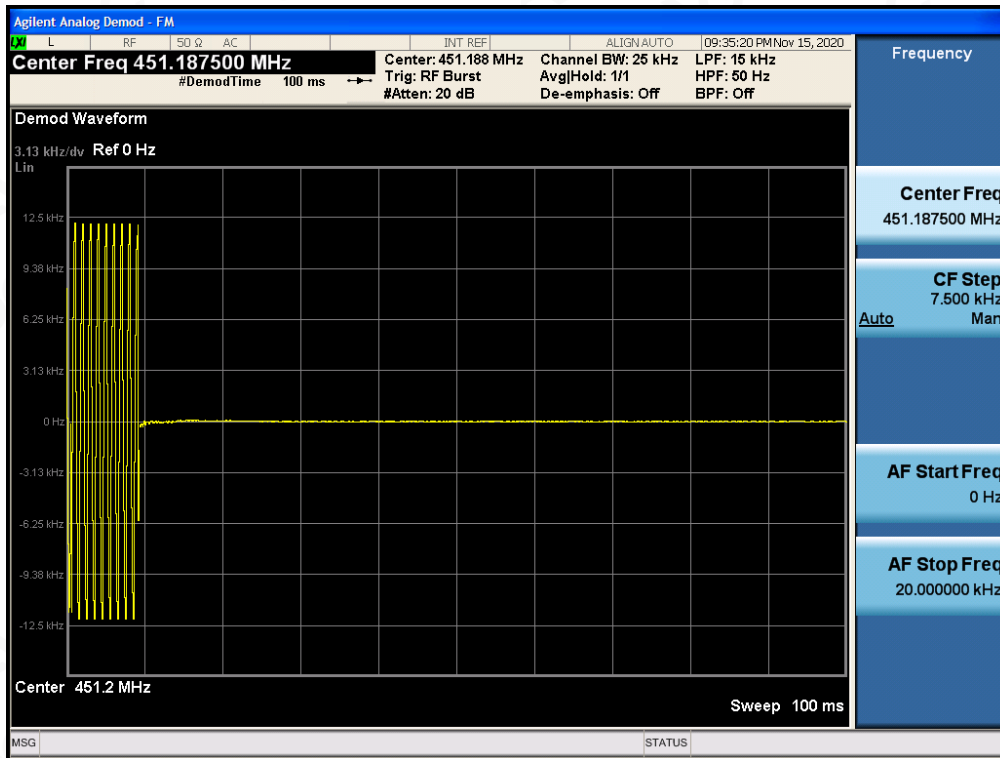 Agilent Analog Demod - FM
LXI L RF 50 Ω AC INT REF ALIGN AUTO 09:35:20 PM Nov 15, 2020
Center Freq 451.187500 MHz
#DemodTime 100 ms
Center: 451.188 MHz
Trig: RF Burst
#Atten: 20 dB
Channel BW: 25 kHz
Avg|Hold: 1/1
De-emphasis: Off
LPF: 15 kHz
HPF: 50 Hz
BPF: Off
Demod Waveform
3.13 kHz/dv Ref 0 Hz
Lin
12.5 kHz
9.38 kHz
6.25 kHz
3.13 kHz
0 Hz
-3.13 kHz
-6.25 kHz
-9.38 kHz
-12.5 kHz
Center 451.2 MHz
Sweep 100 ms
MSG STATUS
Frequency
Center Freq
451.187500 MHz
CF Step
7.500 kHz
Auto Man
AF Start Freq
0 Hz
AF Stop Freq
20.000000 kHz